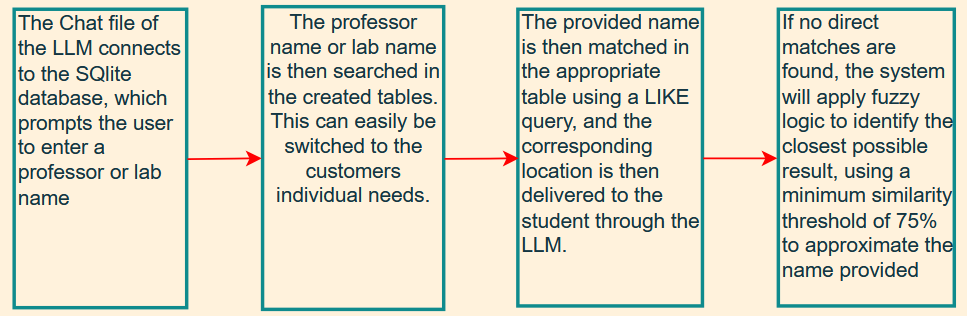 The Chat file of
the LLM connects
to the SQlite
database, which
prompts the user
to enter a
professor or lab
name
The professor
name or lab name
is then searched in
the created tables.
This can easily be
switched to the
customers
individual needs.
The provided name
is then matched in
the appropriate
table using a LIKE
query, and the
corresponding
location is then
delivered to the
student through the
LLM.
If no direct
matches are
found, the system
will apply fuzzy
logic to identify the
closest possible
result, using a
minimum similarity
threshold of 75%
to approximate the
name provided